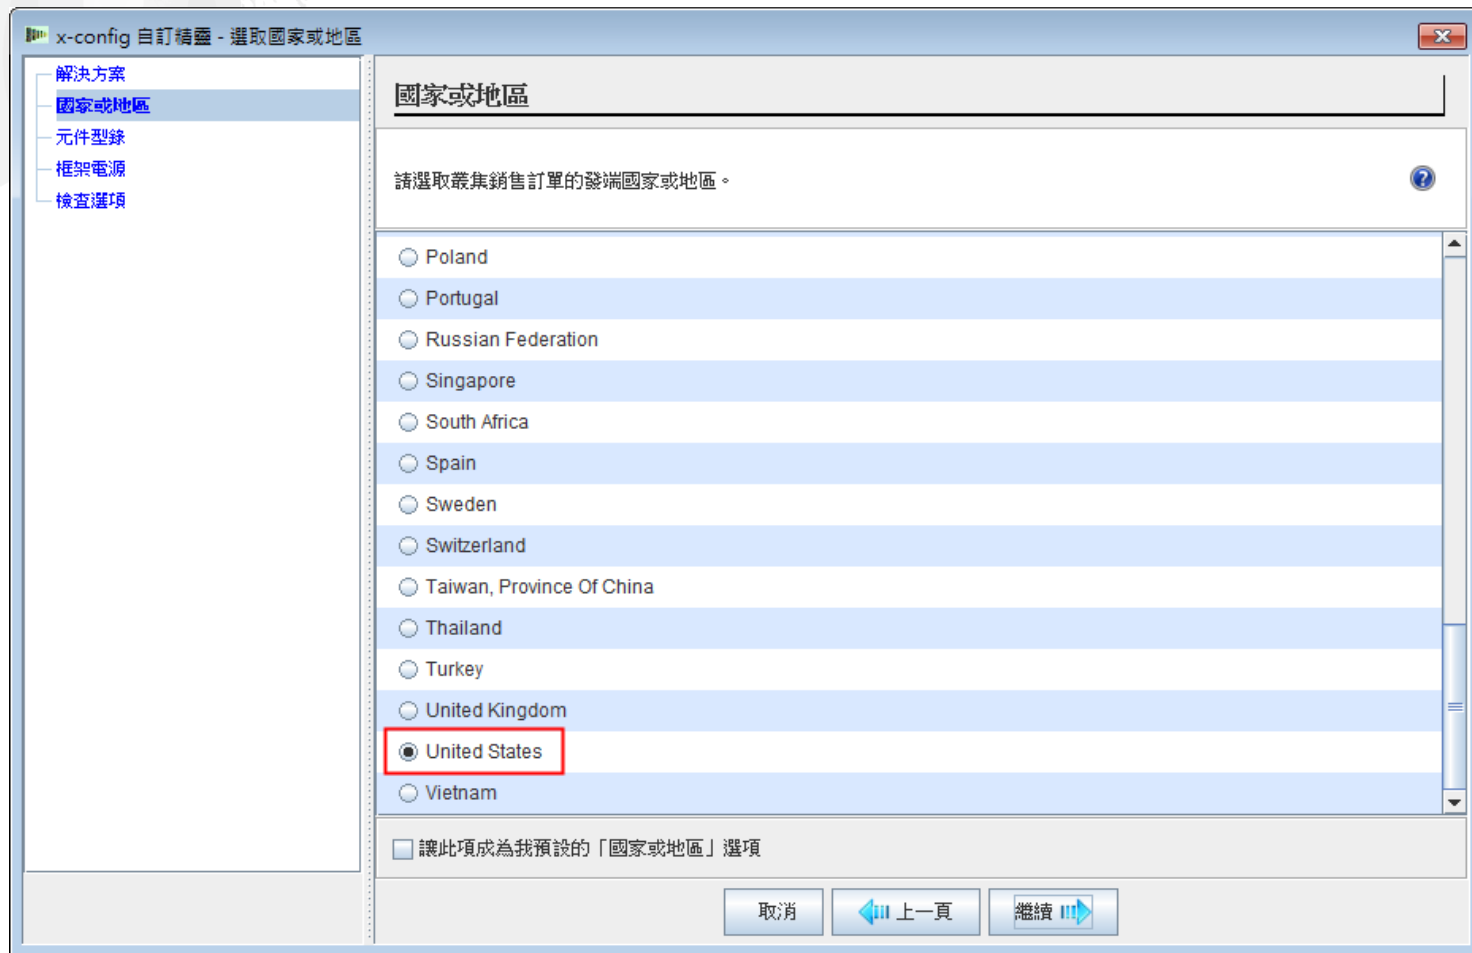 x-config 自訂精靈 - 選取國家或地區
解決方案
國家或地區
元件型錄
框架電源
檢查選項
國家或地區
請選取叢集銷售訂單的發端國家或地區。
Poland
Portugal
Russian Federation
Singapore
South Africa
Spain
Sweden
Switzerland
Taiwan, Province Of China
Thailand
Turkey
United Kingdom
United States
Vietnam
讓此項成為我預設的「國家或地區」選項
取消
上一頁
繼續